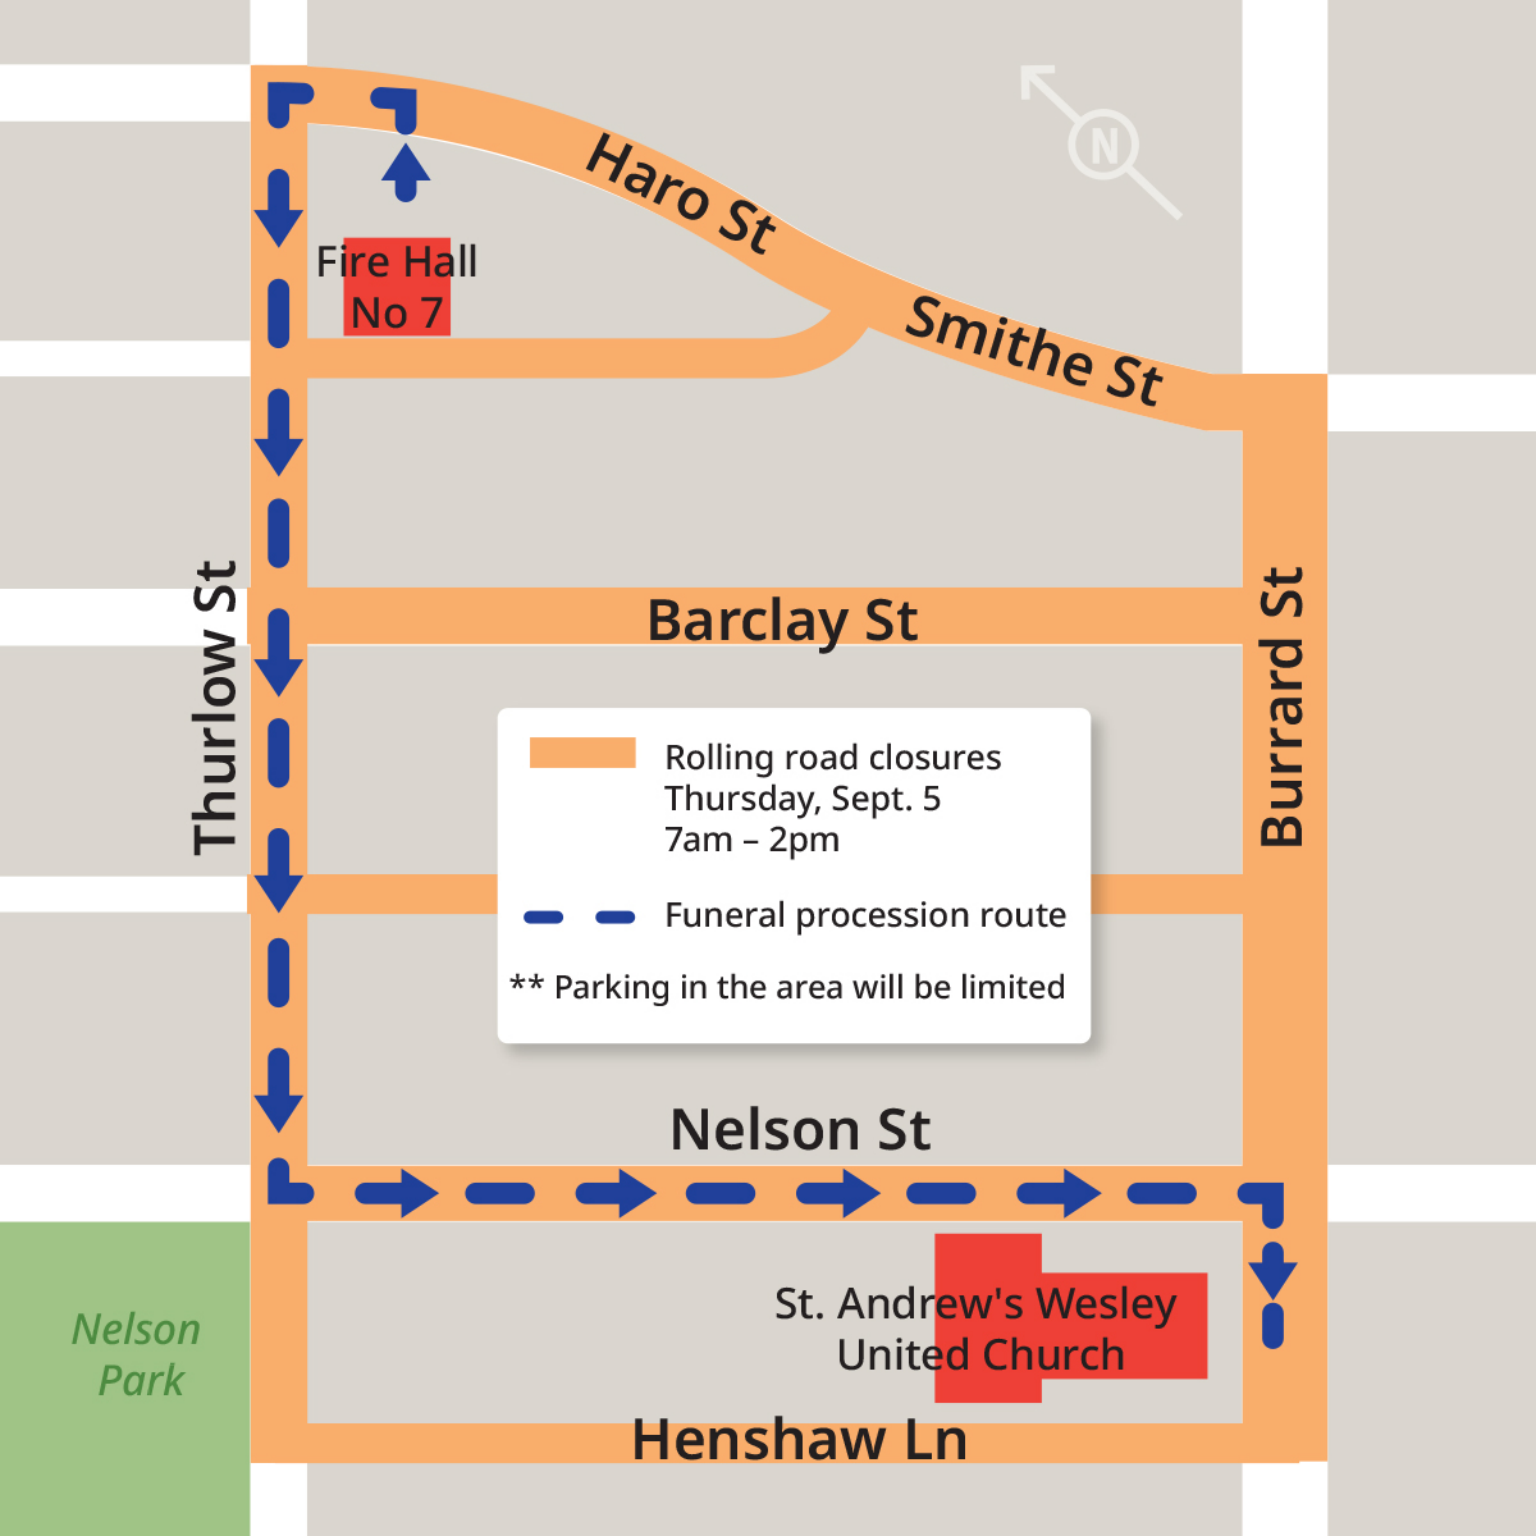 N
Haro St
Fire Hall
No 7
Smithe St
Thurlow St
Barclay St
Burrard St
Rolling road closures
Thursday, Sept. 5
7am – 2pm
Funeral procession route
** Parking in the area will be limited
Nelson St
St. Andrew's Wesley
United Church
Nelson
Park
Henshaw Ln